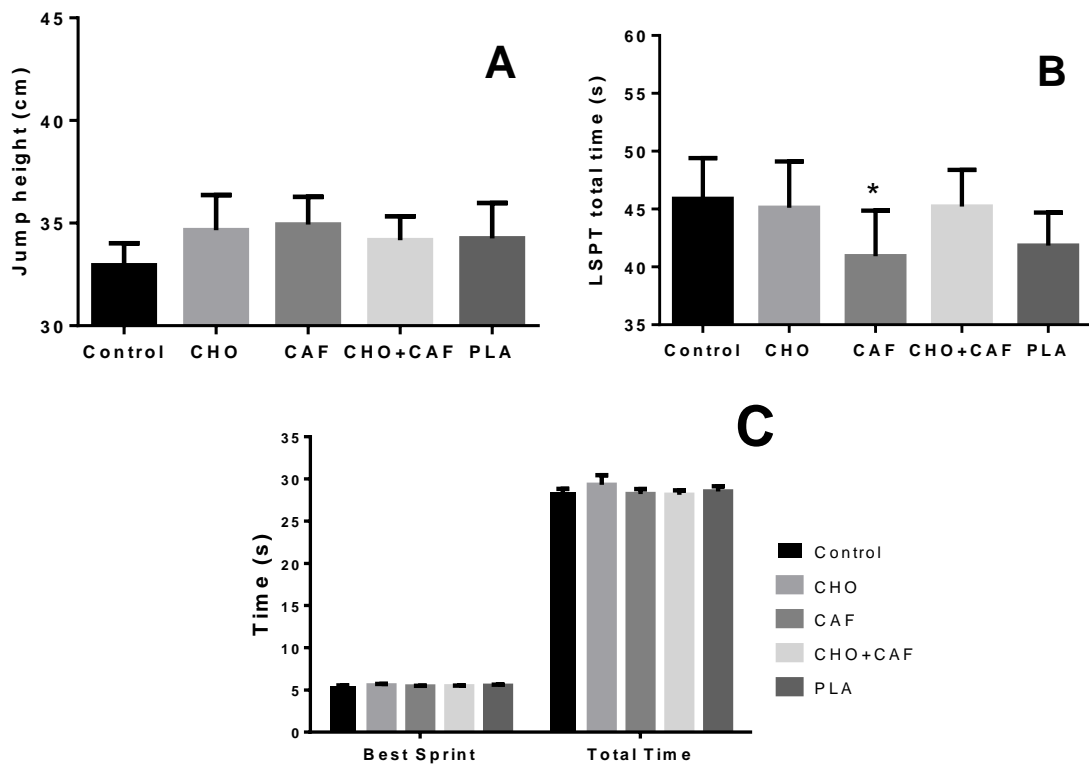 A
Jump height (cm)
45
40
35
30
Control CHO CAF CHO+CAF PLA
B
LSPT total time (s)
60
55
50
45
40
35
*
Control CHO CAF CHO+CAF PLA
C
Time (s)
35
30
25
20
15
10
5
0
Best Sprint Total Time
Control
CHO
CAF
CHO+CAF
PLA